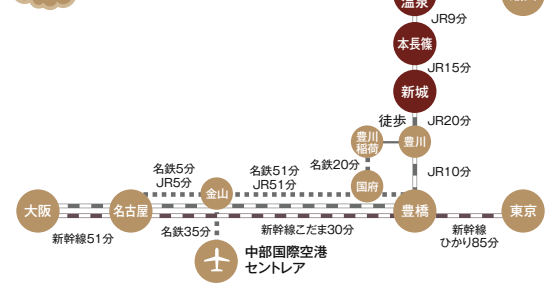 温泉
JR9分
本長篠
JR15分
新城
徒歩
JR20分
豊川
稲荷
豊川
名鉄5分
JR5分
名鉄51分
JR51分
名鉄20分
JR10分
金山
国府
大阪
名古屋
豊橋
東京
新幹線51分
名鉄35分
新幹線こだま30分
新幹線
ひかり85分
中部国際空港
セントレア